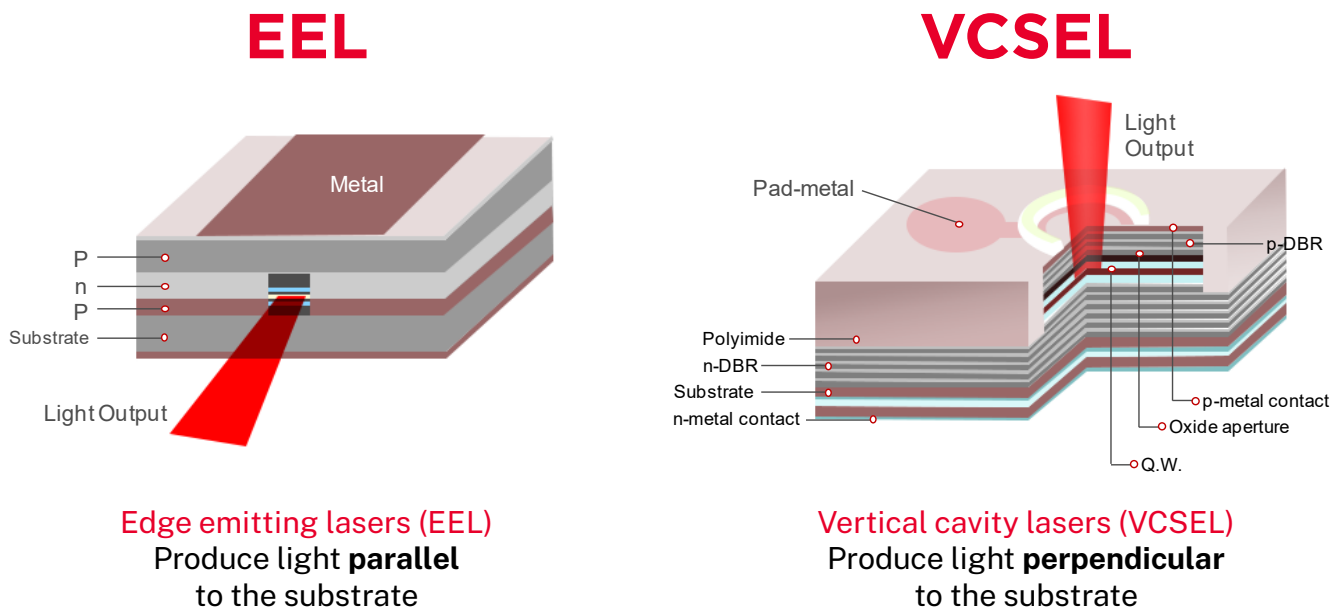 EEL
Metal
P
n
P
Substrate
Light Output
Edge emitting lasers (EEL)
Produce light parallel
to the substrate
VCSEL
Light
Output
Pad-metal
p-DBR
Polyimide
n-DBR
Substrate
n-metal contact
p-metal contact
Oxide aperture
Q.W.
Vertical cavity lasers (VCSEL)
Produce light perpendicular
to the substrate